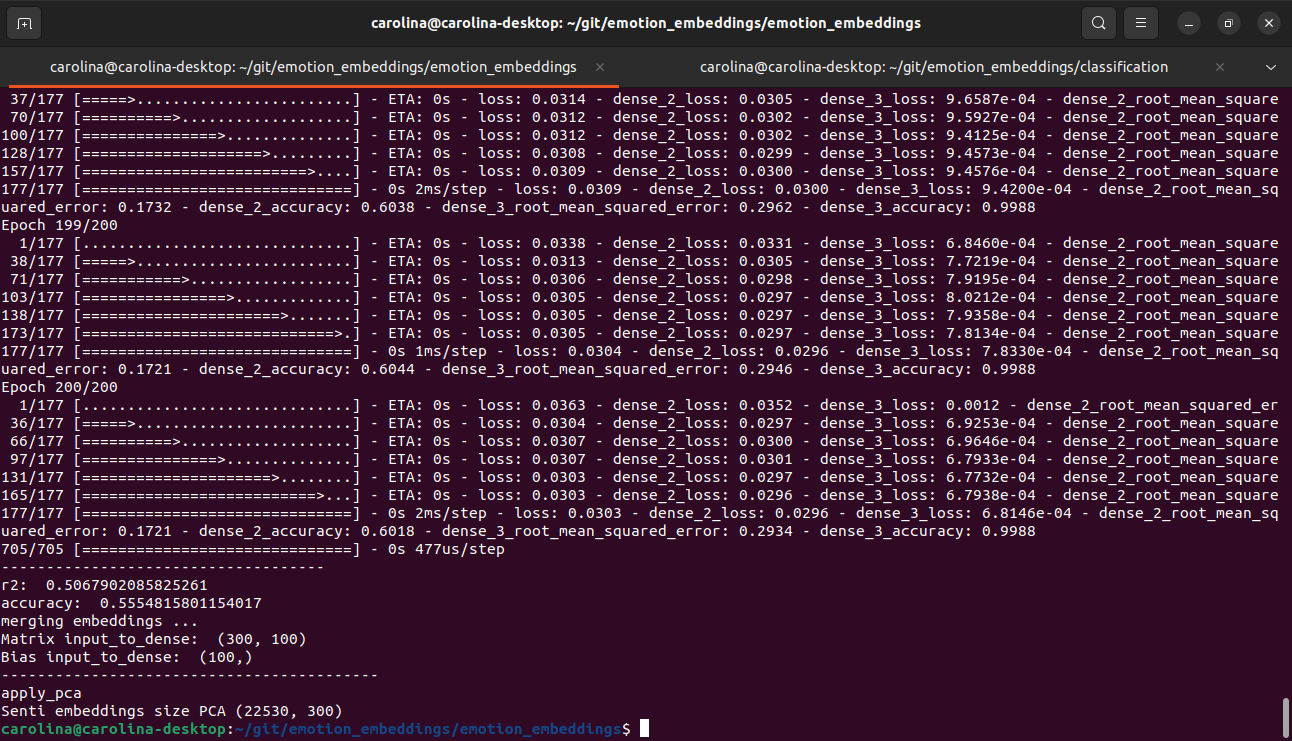 carolina@carolina-desktop: ~/git/emotion_embeddings/emotion_embeddings
carolina@carolina-desktop: ~/git/emotion_embeddings/emotion_embeddings × carolina@carolina-desktop: ~/git/emotion_embeddings/classification ×
37/177 [=====>........................] - ETA: 0s - loss: 0.0314 - dense_2_loss: 0.0305 - dense_3_loss: 9.6587e-04 - dense_2_root_mean_square
70/177 [==========>...................] - ETA: 0s - loss: 0.0312 - dense_2_loss: 0.0302 - dense_3_loss: 9.5927e-04 - dense_2_root_mean_square
100/177 [===============>..............] - ETA: 0s - loss: 0.0312 - dense_2_loss: 0.0302 - dense_3_loss: 9.4125e-04 - dense_2_root_mean_square
128/177 [====================>.........] - ETA: 0s - loss: 0.0308 - dense_2_loss: 0.0299 - dense_3_loss: 9.4573e-04 - dense_2_root_mean_square
157/177 [=========================>....] - ETA: 0s - loss: 0.0309 - dense_2_loss: 0.0300 - dense_3_loss: 9.4576e-04 - dense_2_root_mean_square
177/177 [==============================] - 0s 2ms/step - loss: 0.0309 - dense_2_loss: 0.0300 - dense_3_loss: 9.4200e-04 - dense_2_root_mean_sq
uared_error: 0.1732 - dense_2_accuracy: 0.6038 - dense_3_root_mean_squared_error: 0.2962 - dense_3_accuracy: 0.9988
Epoch 199/200
1/177 [..............................] - ETA: 0s - loss: 0.0338 - dense_2_loss: 0.0331 - dense_3_loss: 6.8460e-04 - dense_2_root_mean_square
38/177 [=====>........................] - ETA: 0s - loss: 0.0313 - dense_2_loss: 0.0305 - dense_3_loss: 7.7219e-04 - dense_2_root_mean_square
71/177 [===========>..................] - ETA: 0s - loss: 0.0306 - dense_2_loss: 0.0298 - dense_3_loss: 7.9195e-04 - dense_2_root_mean_square
103/177 [================>.............] - ETA: 0s - loss: 0.0305 - dense_2_loss: 0.0297 - dense_3_loss: 8.0212e-04 - dense_2_root_mean_square
138/177 [======================>.......] - ETA: 0s - loss: 0.0305 - dense_2_loss: 0.0297 - dense_3_loss: 7.9358e-04 - dense_2_root_mean_square
173/177 [============================>.] - ETA: 0s - loss: 0.0305 - dense_2_loss: 0.0297 - dense_3_loss: 7.8134e-04 - dense_2_root_mean_square
177/177 [==============================] - 0s 1ms/step - loss: 0.0304 - dense_2_loss: 0.0296 - dense_3_loss: 7.8330e-04 - dense_2_root_mean_sq
uared_error: 0.1721 - dense_2_accuracy: 0.6044 - dense_3_root_mean_squared_error: 0.2946 - dense_3_accuracy: 0.9988
Epoch 200/200
1/177 [..............................] - ETA: 0s - loss: 0.0363 - dense_2_loss: 0.0352 - dense_3_loss: 0.0012 - dense_2_root_mean_squared_er
36/177 [=====>........................] - ETA: 0s - loss: 0.0304 - dense_2_loss: 0.0297 - dense_3_loss: 6.9253e-04 - dense_2_root_mean_square
66/177 [==========>...................] - ETA: 0s - loss: 0.0307 - dense_2_loss: 0.0300 - dense_3_loss: 6.9646e-04 - dense_2_root_mean_square
97/177 [===============>..............] - ETA: 0s - loss: 0.0307 - dense_2_loss: 0.0301 - dense_3_loss: 6.7933e-04 - dense_2_root_mean_square
131/177 [=====================>........] - ETA: 0s - loss: 0.0303 - dense_2_loss: 0.0297 - dense_3_loss: 6.7732e-04 - dense_2_root_mean_square
165/177 [==========================>...] - ETA: 0s - loss: 0.0303 - dense_2_loss: 0.0296 - dense_3_loss: 6.7938e-04 - dense_2_root_mean_square
177/177 [==============================] - 0s 2ms/step - loss: 0.0303 - dense_2_loss: 0.0296 - dense_3_loss: 6.8146e-04 - dense_2_root_mean_sq
uared_error: 0.1721 - dense_2_accuracy: 0.6018 - dense_3_root_mean_squared_error: 0.2934 - dense_3_accuracy: 0.9988
705/705 [==============================] - 0s 477us/step
------------------------------------
r2:  0.5067902085825261
accuracy:  0.5554815801154017
merging embeddings ...
Matrix input_to_dense:  (300, 100)
Bias input_to_dense:  (100,)
------------------------------------------
apply_pca
Senti embeddings size PCA (22530, 300)
carolina@carolina-desktop:~/git/emotion_embeddings/emotion_embeddings$